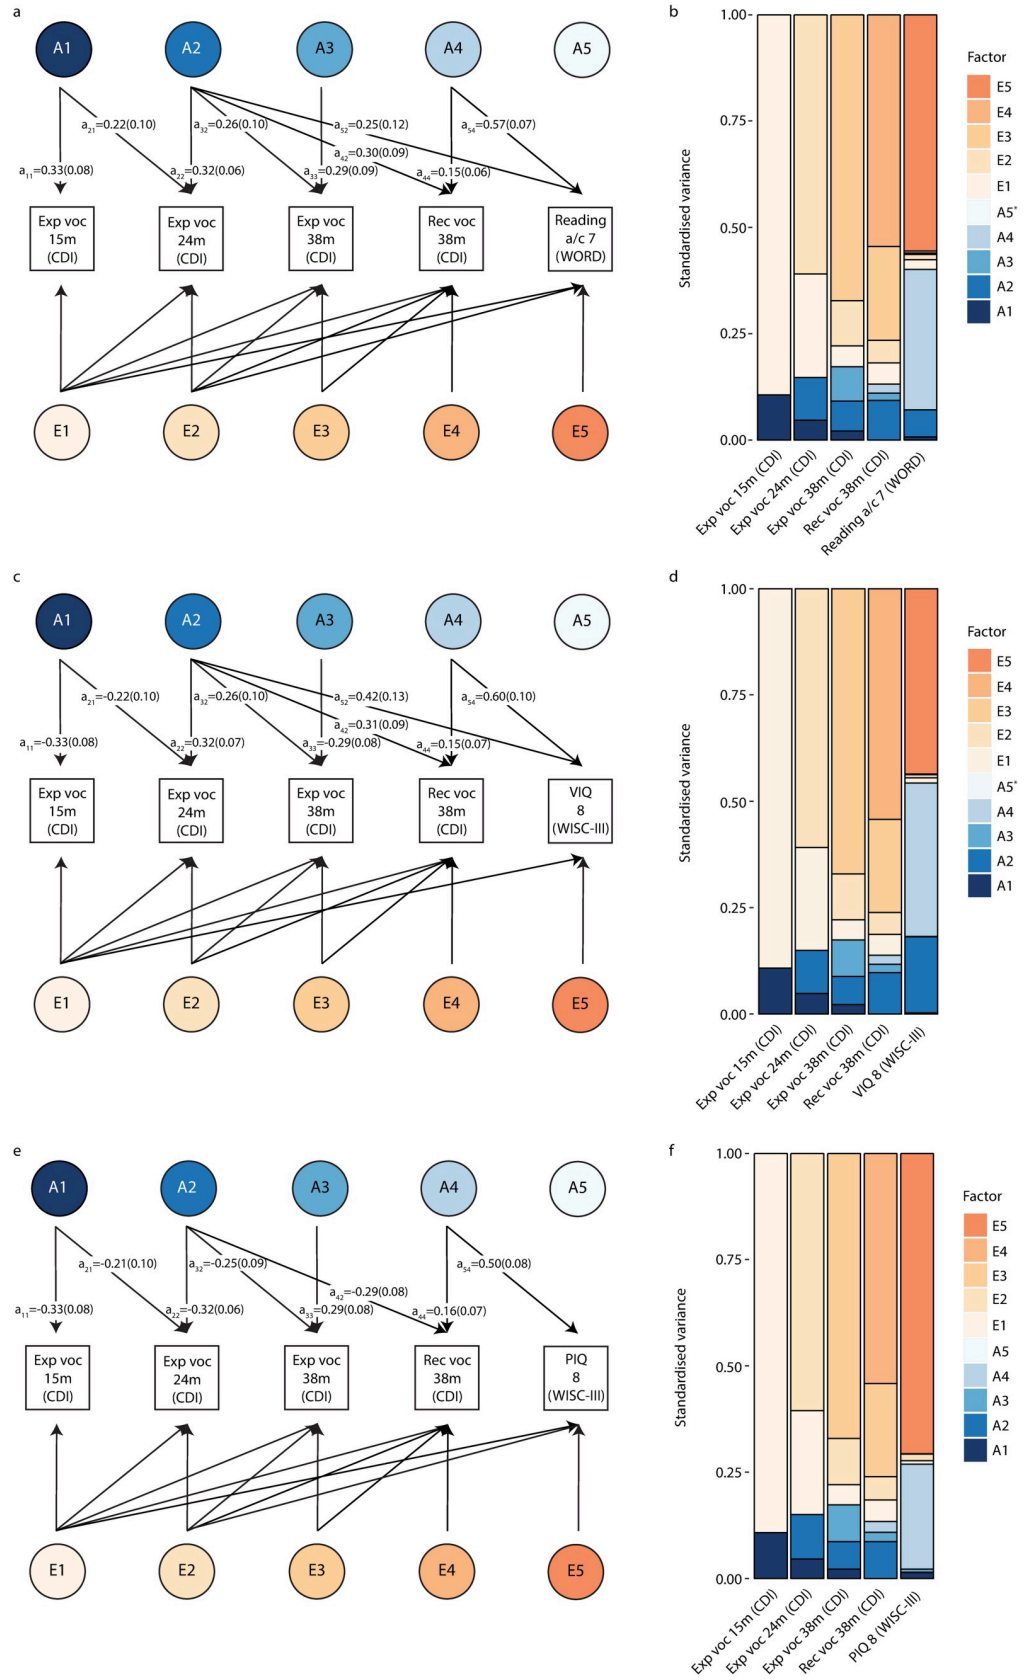 a
A1
A2
A3
A4
A5
a21=0.22(0.10)
a32=0.26(0.10)
a52=0.25(0.12)
a54=0.57(0.07)
a42=0.30(0.09)
a11=0.33(0.08)
a22=0.32(0.06)
a33=0.29(0.09)
a44=0.15(0.06)
Exp voc
15m
(CDI)
Exp voc
24m
(CDI)
Exp voc
38m
(CDI)
Rec voc
38m
(CDI)
Reading
a/c 7
(WORD)
E1
E2
E3
E4
E5
b
Standardised variance
1.00
0.75
0.50
0.25
0.00
Exp voc 15m (CDI)
Exp voc 24m (CDI)
Exp voc 38m (CDI)
Rec voc 38m (CDI)
Reading a/c 7 (WORD)
Factor
E5
E4
E3
E2
E1
A5*
A4
A3
A2
A1
c
A1
A2
A3
A4
A5
a21=-0.22(0.10)
a32=0.26(0.10)
a52=0.42(0.13)
a54=0.60(0.10)
a42=0.31(0.09)
a11=-0.33(0.08)
a22=0.32(0.07)
a33=-0.29(0.08)
a44=0.15(0.07)
Exp voc
15m
(CDI)
Exp voc
24m
(CDI)
Exp voc
38m
(CDI)
Rec voc
38m
(CDI)
VIQ
8
(WISC-III)
E1
E2
E3
E4
E5
d
Standardised variance
1.00
0.75
0.50
0.25
0.00
Exp voc 15m (CDI)
Exp voc 24m (CDI)
Exp voc 38m (CDI)
Rec voc 38m (CDI)
VIQ 8 (WISC-III)
Factor
E5
E4
E3
E2
E1
A5*
A4
A3
A2
A1
e
A1
A2
A3
A4
A5
a21=-0.21(0.10)
a32=-0.25(0.09)
a54=0.50(0.08)
a42=-0.29(0.08)
a11=-0.33(0.08)
a22=-0.32(0.06)
a33=0.29(0.08)
a44=0.16(0.07)
Exp voc
15m
(CDI)
Exp voc
24m
(CDI)
Exp voc
38m
(CDI)
Rec voc
38m
(CDI)
PIQ
8
(WISC-III)
E1
E2
E3
E4
E5
f
Standardised variance
1.00
0.75
0.50
0.25
0.00
Exp voc 15m (CDI)
Exp voc 24m (CDI)
Exp voc 38m (CDI)
Rec voc 38m (CDI)
PIQ 8 (WISC-III)
Factor
E5
E4
E3
E2
E1
A5
A4
A3
A2
A1